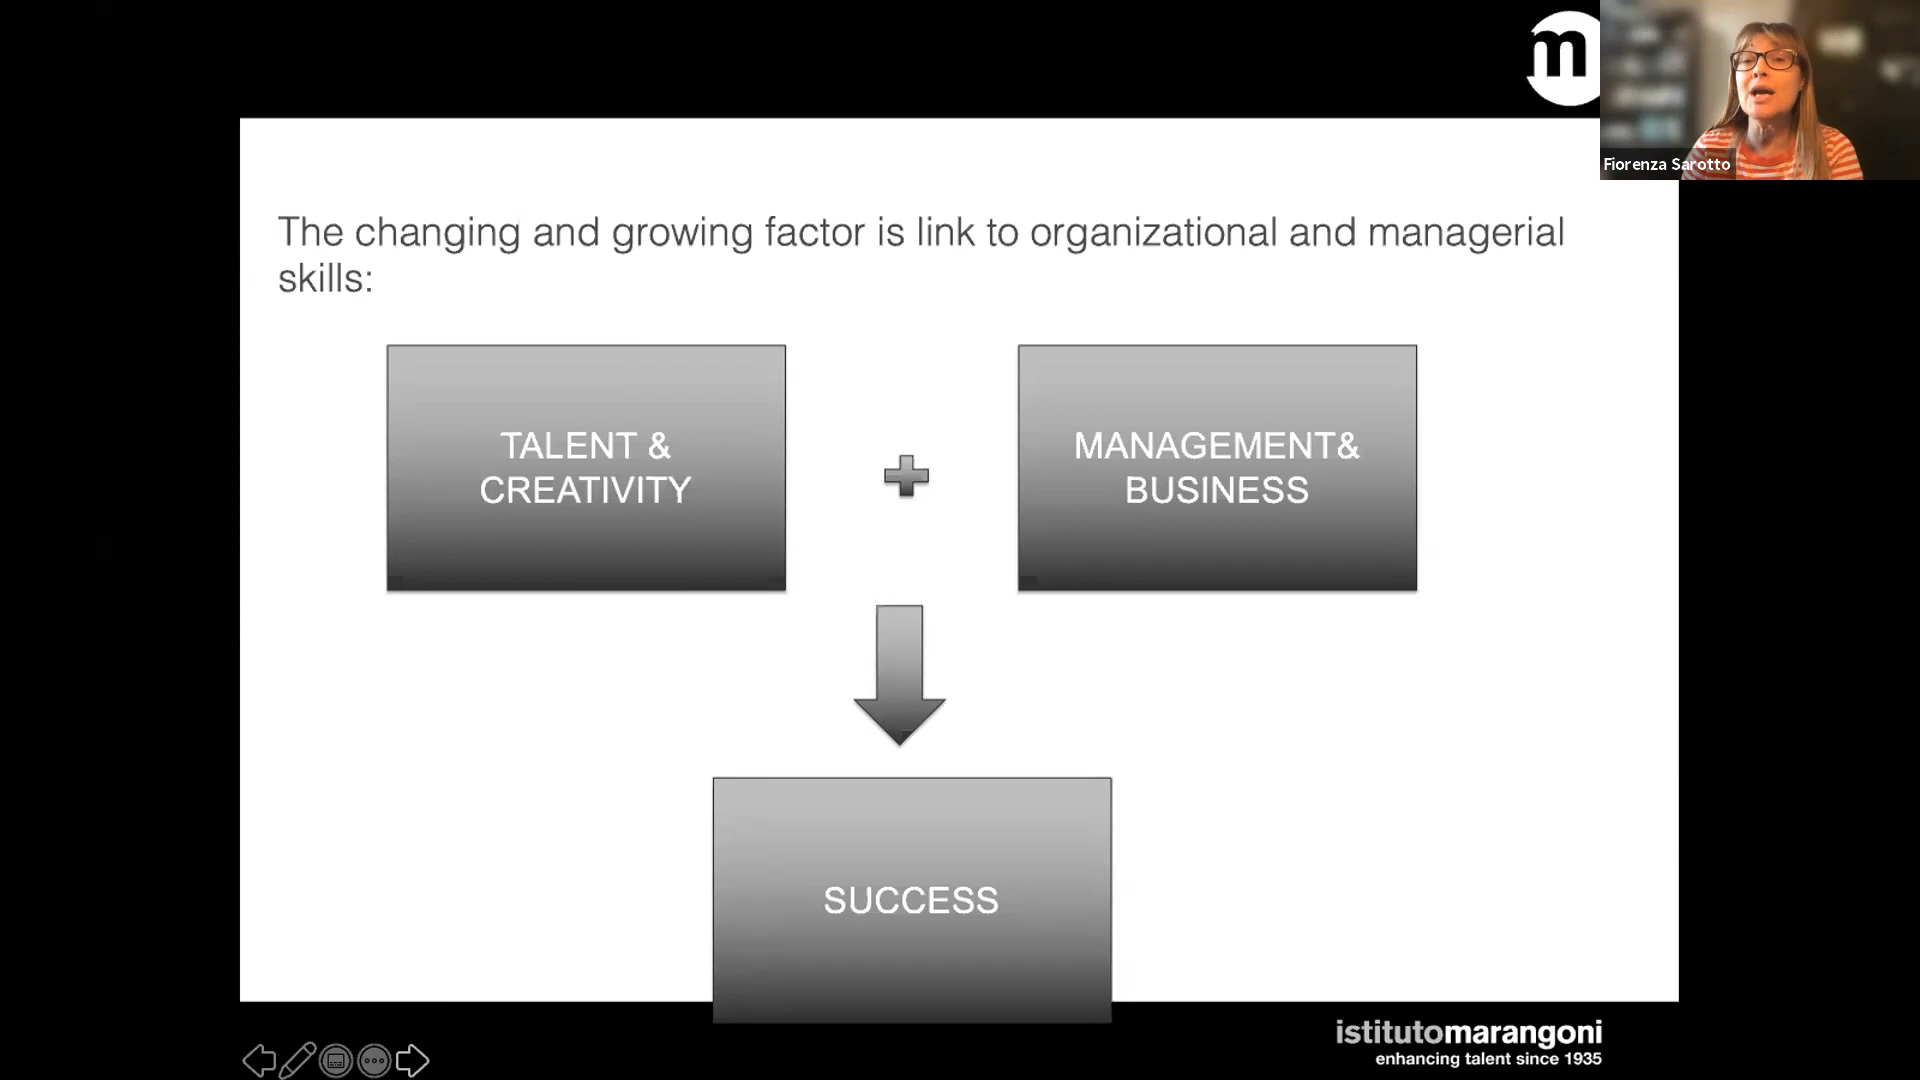 m
Fiorenza Sarotto
The changing and growing factor is link to organizational and managerial
skills:
TALENT &
CREATIVITY
MANAGEMENT&
BUSINESS
SUCCESS
istitutomarangoni
enhancing talent since 1935